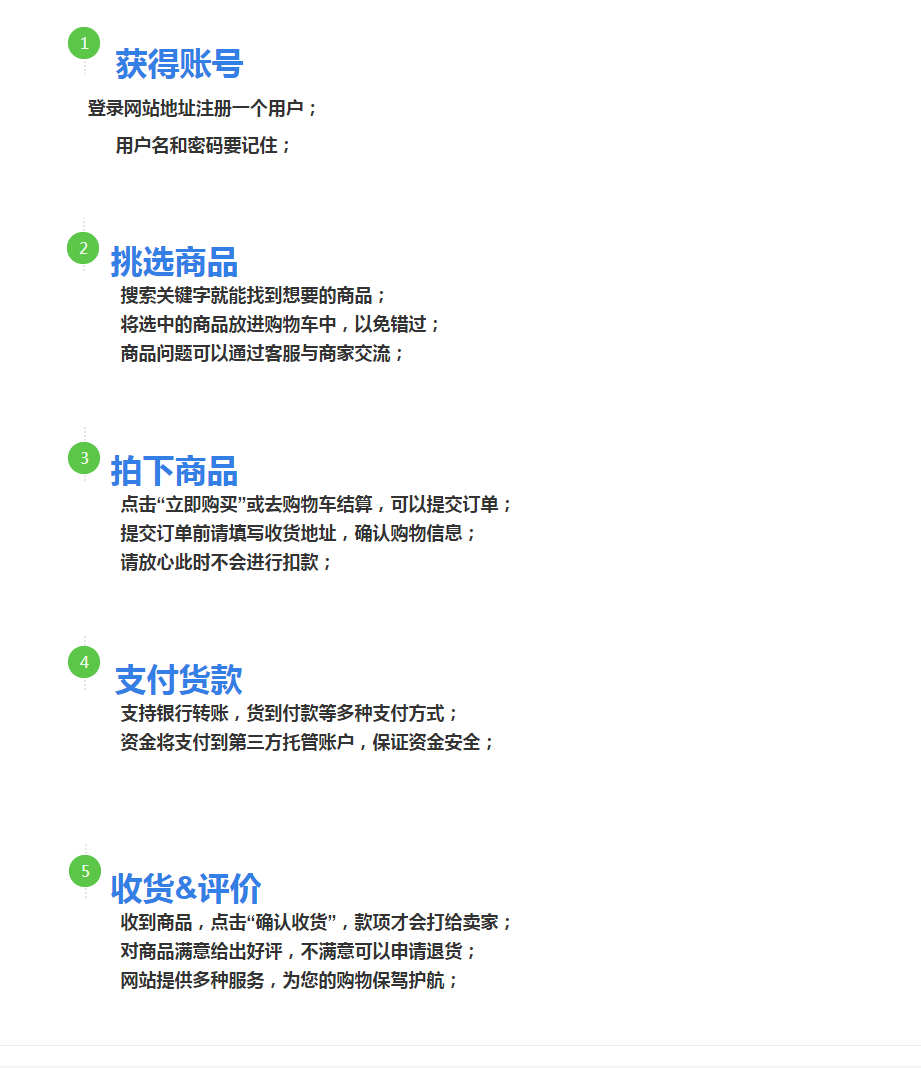 1
获得账号
登录网站地址注册一个用户；
用户名和密码要记住；
2
挑选商品
搜索关键字就能找到想要的商品；
将选中的商品放进购物车中，以免错过；
商品问题可以通过客服与商家交流；
3
拍下商品
点击“立即购买”或去购物车结算，可以提交订单；
提交订单前请填写收货地址，确认购物信息；
请放心此时不会进行扣款；
4
支付货款
支持银行转账，货到付款等多种支付方式；
资金将支付到第三方托管账户，保证资金安全；
5
收货&评价
收到商品，点击“确认收货”，款项才会打给卖家；
对商品满意给出好评，不满意可以申请退货；
网站提供多种服务，为您的购物保驾护航；